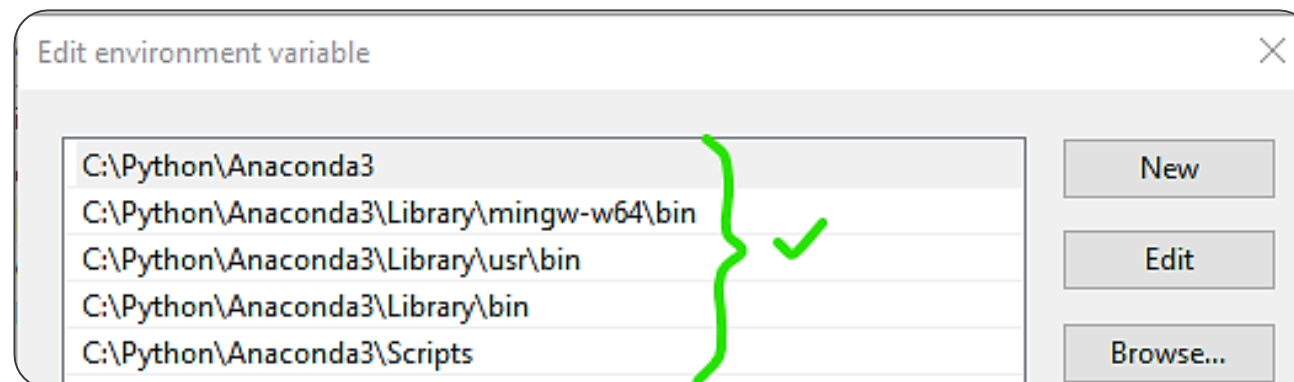 Edit environment variable
C:\Python\Anaconda3
New
C:\Python\Anaconda3\Library\mingw-w64\bin
C:\Python\Anaconda3\Library\usr\bin
Edit
C:\Python\Anaconda3\Library\bin
C:\Python\Anaconda3\Scripts
Browse...